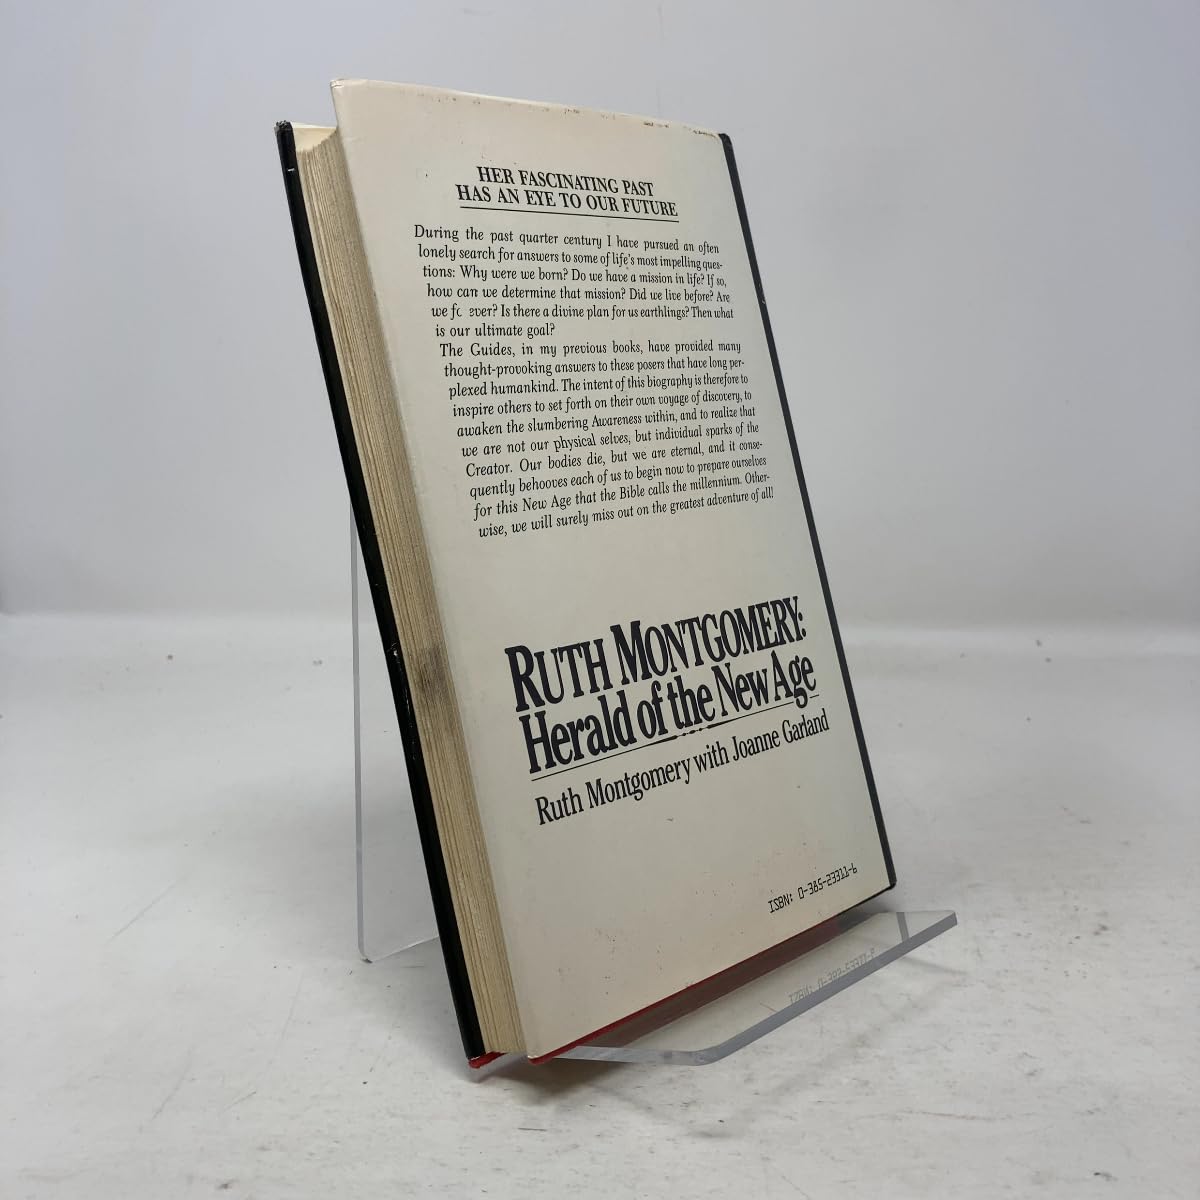 HER FASCINATING PAST
HAS AN EYE TO OUR FUTURE
During the past quarter century I have pursued an often
lonely search for answers to some of life's most impelling ques-
tions: Why were we born? Do we have a mission in life? If so,
how can we determine that mission? Did we live before? Are
we ever? Is there a divine plan for us earthlings? Then what
is our ultimate goal?
The Guides, in my previous books, have provided many
thought-provoking answers to these posers that have long per-
plexed humankind. The intent of this biography is therefore to
inspire others to set forth on their own voyage of discovery, to
awaken the slumbering Awareness within, and to realize that
we are not our physical selves, but individual sparks of the
Creator. Our bodies die, but we are eternal, and it conse-
quently behooves each of us to begin now to prepare ourselves
for this New Age that the Bible calls the millennium. Other-
wise, we will surely miss out on the greatest adventure of all!
RUTH MONTGOMERY:
Herald of the New Age
Ruth Montgomery with Joanne Garland
ISBN: 0-385-23311-6